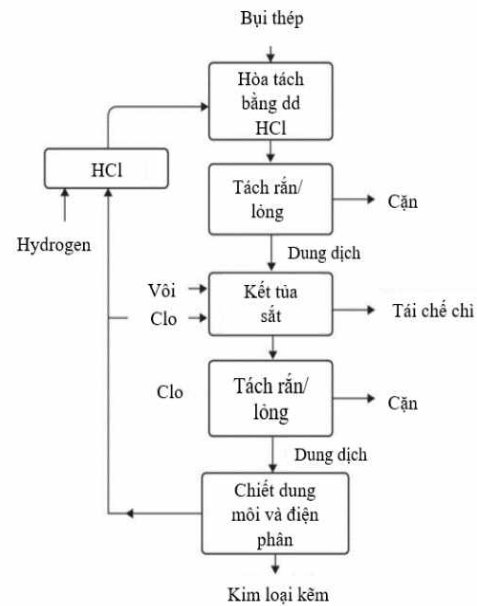 Bụi thép
Hòa tách
bằng dd
HCl
HCl
Tách rắn/
lỏng
Cặn
Hydrogen
Dung dịch
Vôi
Kết tủa
sắt
Tái chế chì
Clo
Clo
Tách rắn/
lỏng
Cặn
Dung dịch
Chiết dung
môi và điện
phân
Kim loại kẽm